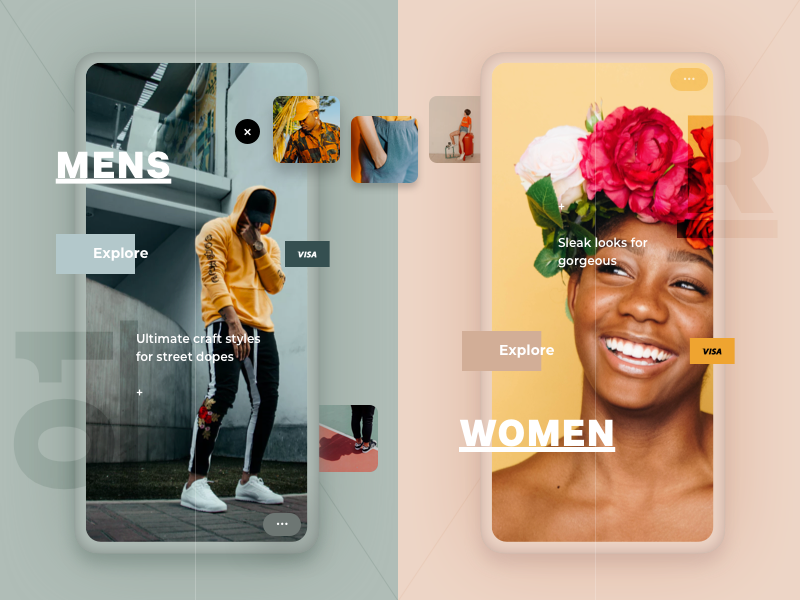 MENS
Explore
VISA
Ultimate craft styles
for street dopes
+
Sleak looks for
gorgeous
Explore
VISA
WOMEN
R